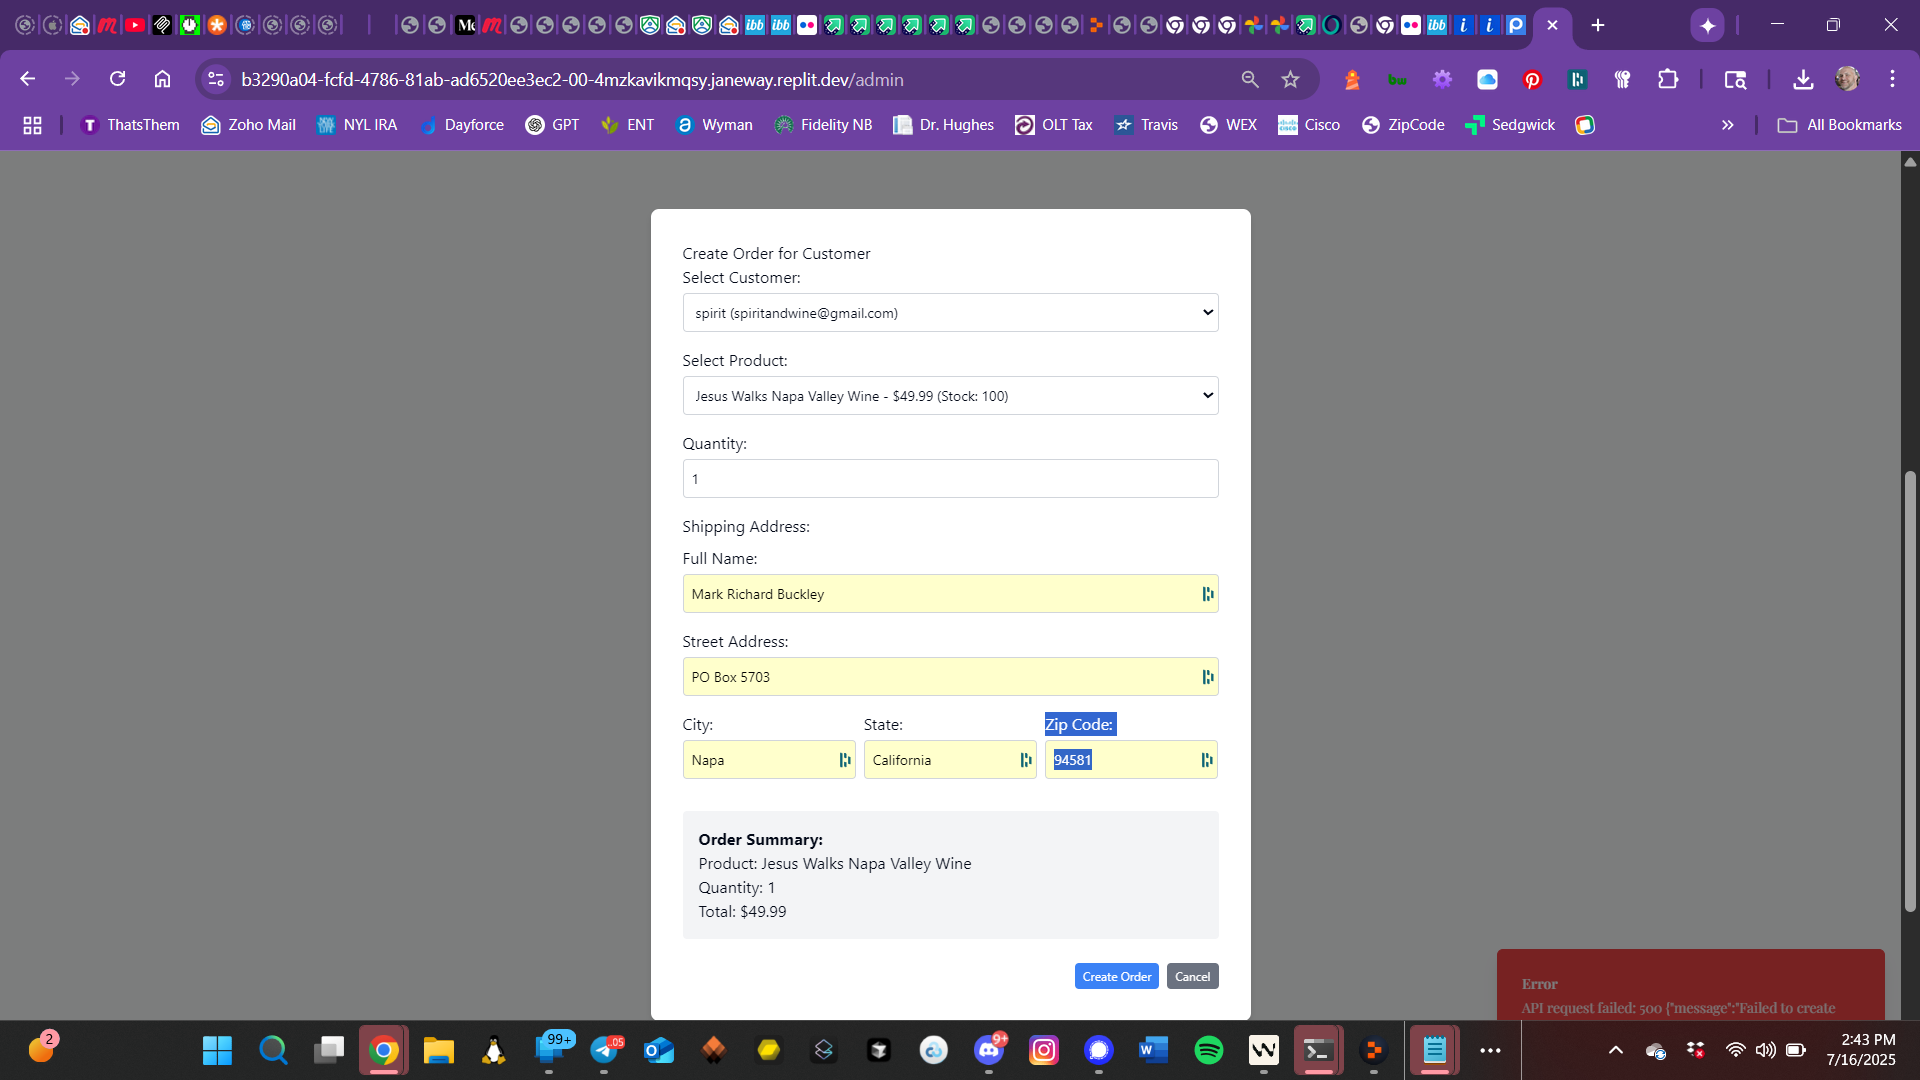 b3290a04-fcfd-4786-81ab-ad6520ee3ec2-00-4mzkavikmqsy.janeway.replit.dev/admin
ThatsThem
Zoho Mail
NYL IRA
Dayforce
GPT
ENT
Wyman
Fidelity NB
Dr. Hughes
OLT Tax
Travis
WEX
Cisco
ZipCode
Sedgwick
All Bookmarks
Create Order for Customer
Select Customer:
spirit (spiritandwine@gmail.com)
Select Product:
Jesus Walks Napa Valley Wine - $49.99 (Stock: 100)
Quantity:
1
Shipping Address:
Full Name:
Mark Richard Buckley
Street Address:
PO Box 5703
City:
State:
Zip Code:
Napa
California
94581
Order Summary:
Product: Jesus Walks Napa Valley Wine
Quantity: 1
Total: $49.99
Create Order
Cancel
Error
API request failed: 500 {"message":"Failed to create
2
99+
.05
9+
2:43 PM
7/16/2025